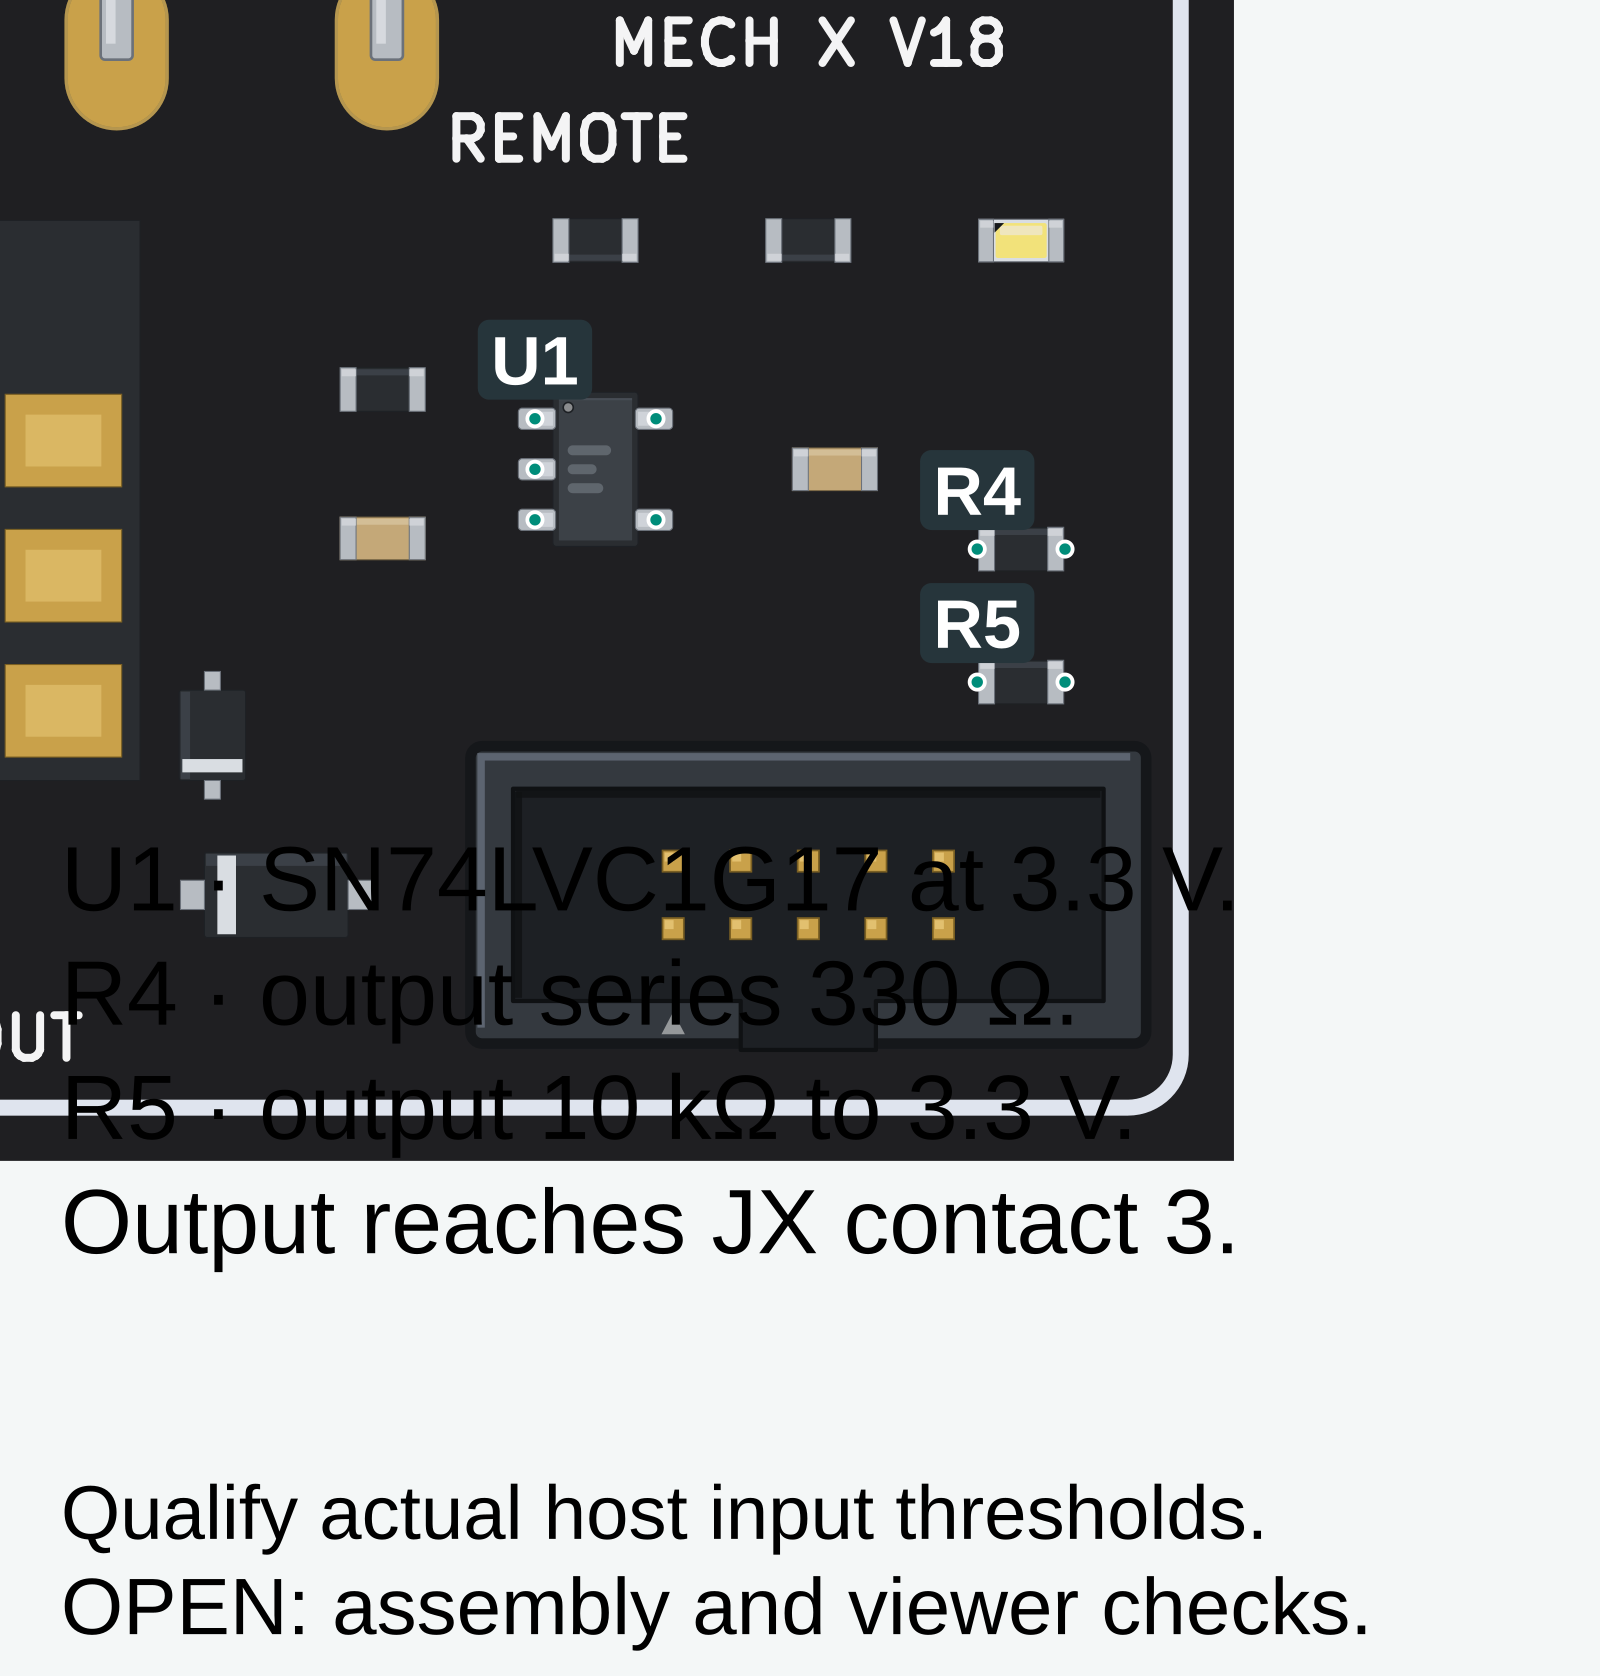 MECH X V18
REMOTE
U1
R4
R5
U1 · SN74LVC1G17 at 3.3 V.
R4 · output series 330 Ω.
R5 · output 10 kΩ to 3.3 V.
Output reaches JX contact 3.
Qualify actual host input thresholds.
OPEN: assembly and viewer checks.